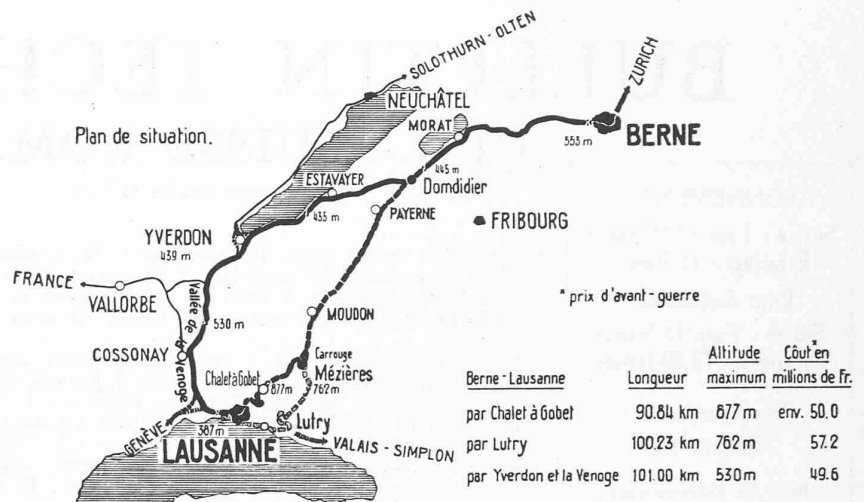 SOLOTHURN - OLTEN
ZURICH
NEUCHÂTEL
Plan de situation.
MORAT
553 m
BERNE
445 m
ESTAVAYER
Domdidier
433 m
PAYERNE
FRIBOURG
YVERDON
439 m
FRANCE
VALLORBE
Vallée de
la Venoge
* prix d'avant-guerre
530 m
MOUDON
COSSONAY
Carrouge
Mézières
Chalet à Gobet
877 m
762 m
GENÈVE
387 m
Lutry
LAUSANNE
VALAIS - SIMPLON
Berne - Lausanne Longueur Altitude maximum Côut* en millions de Fr.
par Chalet à Gobet 90.84 km 877 m env. 50.0
par Lutry 100.23 km 762 m 57.2
par Yverdon et la Venoge 101.00 km 530 m 49.6